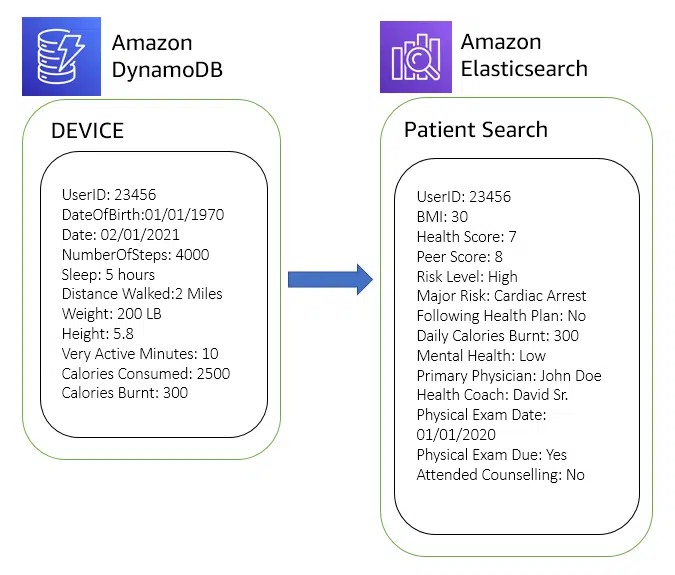 Amazon
DynamoDB
DEVICE
UserID: 23456
DateOfBirth:01/01/1970
Date: 02/01/2021
NumberOfSteps: 4000
Sleep: 5 hours
Distance Walked:2 Miles
Weight: 200 LB
Height: 5.8
Very Active Minutes: 10
Calories Consumed: 2500
Calories Burnt: 300
Amazon
Elasticsearch
Patient Search
UserID: 23456
BMI: 30
Health Score: 7
Peer Score: 8
Risk Level: High
Major Risk: Cardiac Arrest
Following Health Plan: No
Daily Calories Burnt: 300
Mental Health: Low
Primary Physician: John Doe
Health Coach: David Sr.
Physical Exam Date:
01/01/2020
Physical Exam Due: Yes
Attended Counselling: No